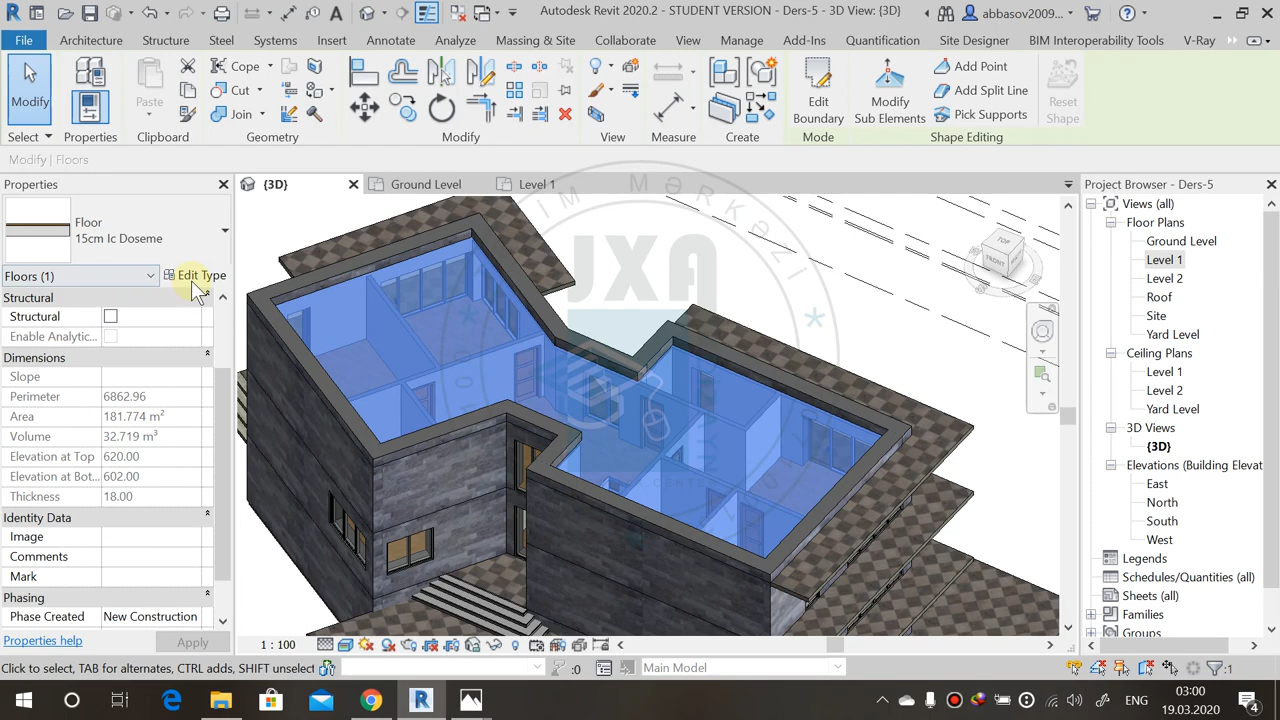 Autodesk Revit 2020.2 - STUDENT VERSION - Ders-5 - 3D View: {3D}
abbasov2009...
File Architecture Structure Steel Systems Insert Annotate Analyze Massing & Site Collaborate View Manage Add-Ins Quantification Site Designer BIM Interoperability Tools V-Ray
Modify
Paste
Cope
Cut
Join
Edit
Boundary
Modify
Sub Elements
Add Point
Add Split Line
Pick Supports
Reset
Shape
Select Properties Clipboard Geometry Modify View Measure Create Mode Shape Editing
Modify | Floors
Properties
{3D}
Ground Level
Level 1
Project Browser - Ders-5
Floor
15cm Ic Doseme
Floors (1)
Edit Type
Structural
Structural
Enable Analytic...
Dimensions
Slope
Perimeter 6862.96
Area 181.774 m²
Volume 32.719 m³
Elevation at Top 620.00
Elevation at Bot... 602.00
Thickness 18.00
Identity Data
Image
Comments
Mark
Phasing
Phase Created New Construction
Properties help
Apply
JXA
TOP
FRONT
Views (all)
Floor Plans
Ground Level
Level 1
Level 2
Roof
Site
Yard Level
Ceiling Plans
Level 1
Level 2
Yard Level
3D Views
{3D}
Elevations (Building Elevat
East
North
South
West
Legends
Schedules/Quantities (all)
Sheets (all)
Families
Groups
1 : 100
Click to select, TAB for alternates, CTRL adds, SHIFT unselect
:0
Main Model
:1
ENG
03:00
19.03.2020
4